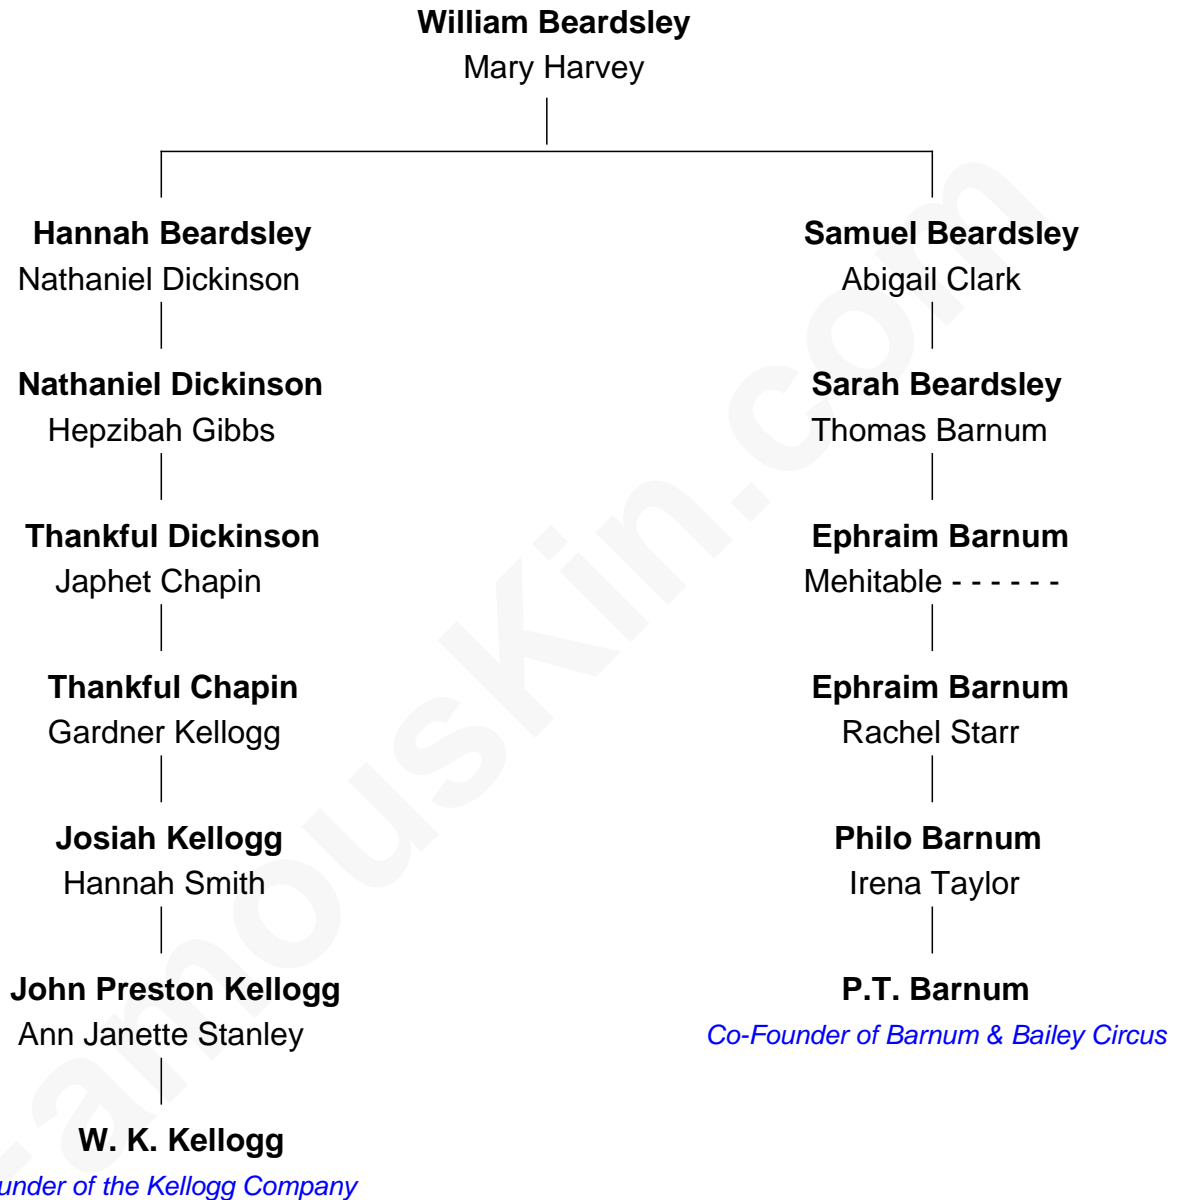 William Beardsley
Mary Harvey
Hannah Beardsley
Nathaniel Dickinson
Nathaniel Dickinson
Hepzibah Gibbs
Thankful Dickinson
Japhet Chapin
Thankful Chapin
Gardner Kellogg
Josiah Kellogg
Hannah Smith
John Preston Kellogg
Ann Janette Stanley
W. K. Kellogg
under of the Kellogg Company
Samuel Beardsley
Abigail Clark
Sarah Beardsley
Thomas Barnum
Ephraim Barnum
Mehitable - - - - - -
Ephraim Barnum
Rachel Starr
Philo Barnum
Irena Taylor
P.T. Barnum
Co-Founder of Barnum & Bailey Circus
FamousKin.com